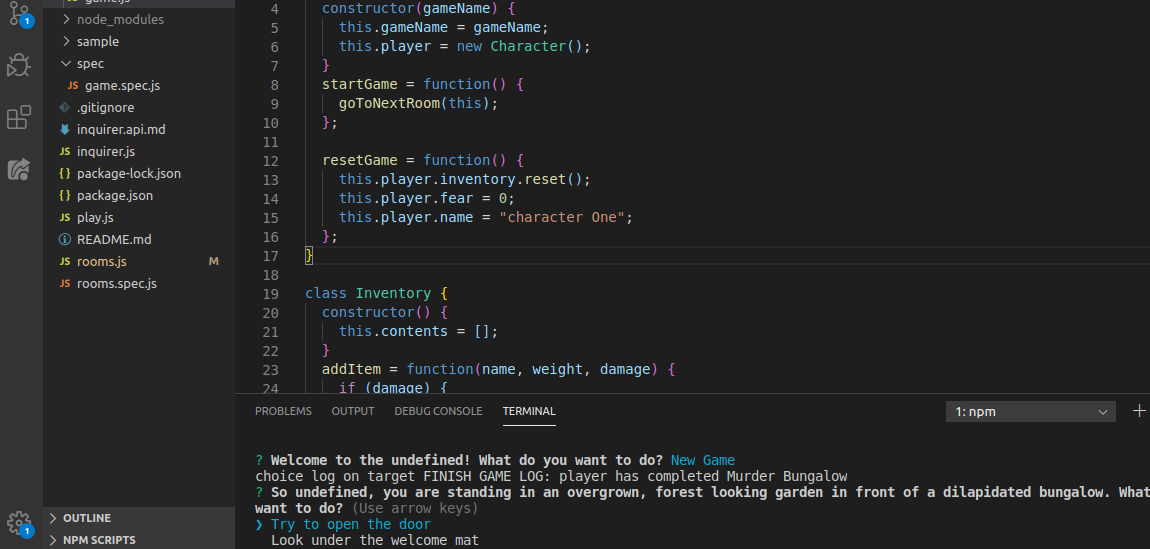 game.js
1
node_modules
sample
spec
JS game.spec.js
.gitignore
inquirer.api.md
JS inquirer.js
{} package-lock.json
{} package.json
JS play.js
README.md
JS rooms.js M
JS rooms.spec.js
OUTLINE
NPM SCRIPTS
1
4 constructor(gameName) {
5 this.gameName = gameName;
6 this.player = new Character();
7 }
8 startGame = function() {
9 goToNextRoom(this);
10 };
11
12 resetGame = function() {
13 this.player.inventory.reset();
14 this.player.fear = 0;
15 this.player.name = "character One";
16 };
17 }
18
19 class Inventory {
20 constructor() {
21 this.contents = [];
22 }
23 addItem = function(name, weight, damage) {
24 if (damage) {
PROBLEMS OUTPUT DEBUG CONSOLE TERMINAL 1: npm
? Welcome to the undefined! What do you want to do? New Game
choice log on target FINISH GAME LOG: player has completed Murder Bungalow
? So undefined, you are standing in an overgrown, forest looking garden in front of a dilapidated bungalow. What
want to do? (Use arrow keys)
❯ Try to open the door
Look under the welcome mat